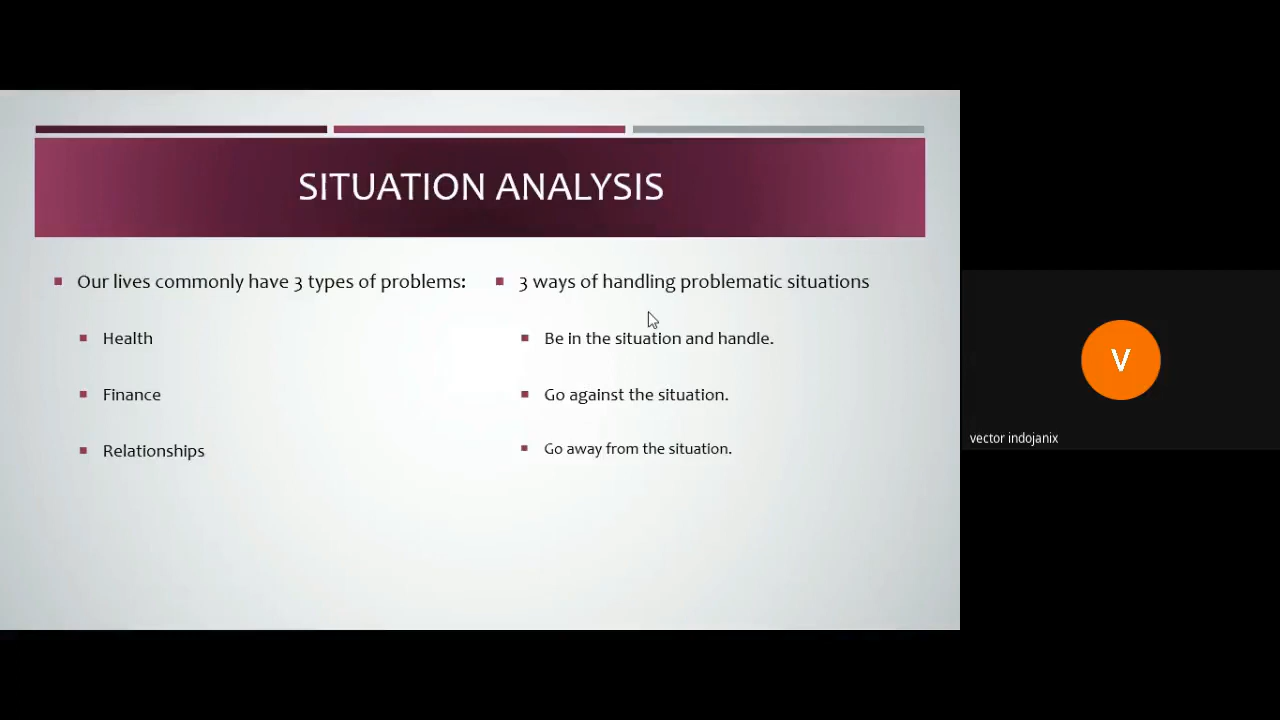 SITUATION ANALYSIS
Our lives commonly have 3 types of problems:
Health
Finance
Relationships
3 ways of handling problematic situations
Be in the situation and handle.
Go against the situation.
Go away from the situation.
V
vector indojanix